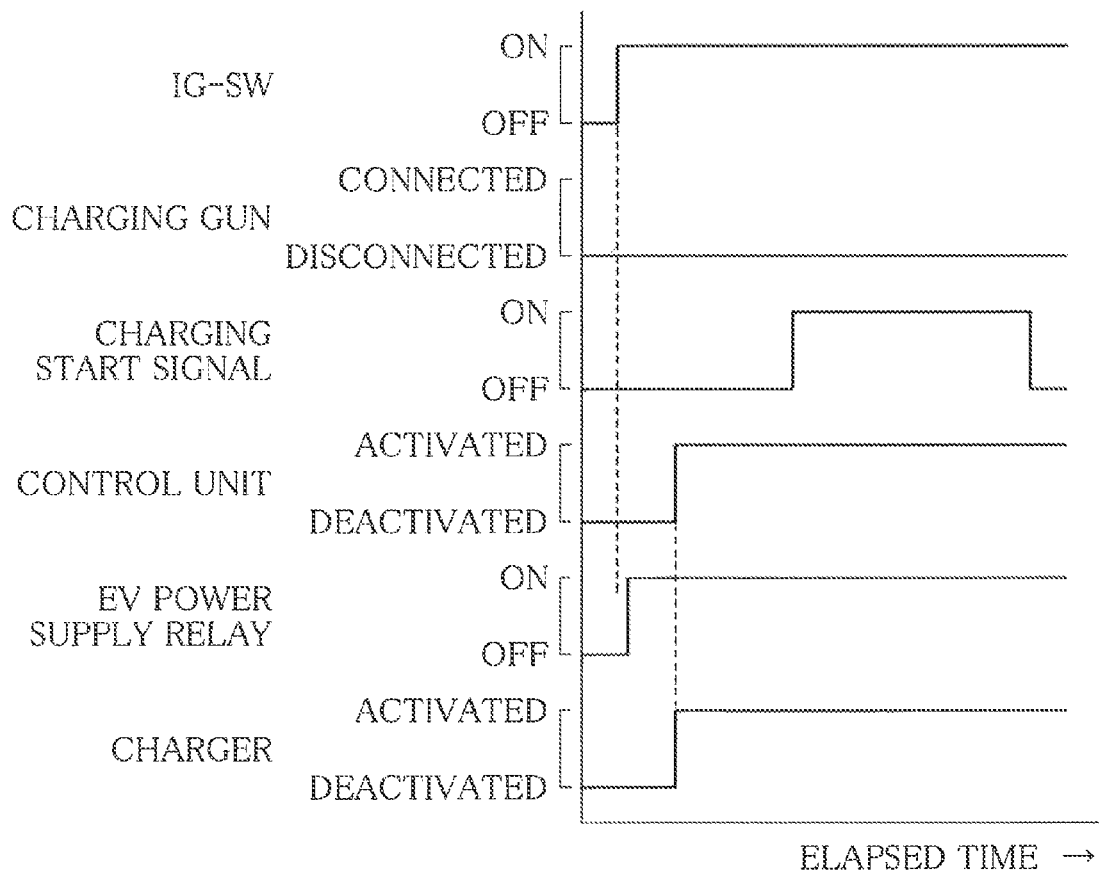 ON
IG-SW
OFF
CONNECTED
CHARGING GUN
DISCONNECTED
ON
CHARGING
START SIGNAL
OFF
ACTIVATED
CONTROL UNIT
DEACTIVATED
ON
EV POWER
SUPPLY RELAY
OFF
ACTIVATED
CHARGER
DEACTIVATED
ELAPSED TIME →